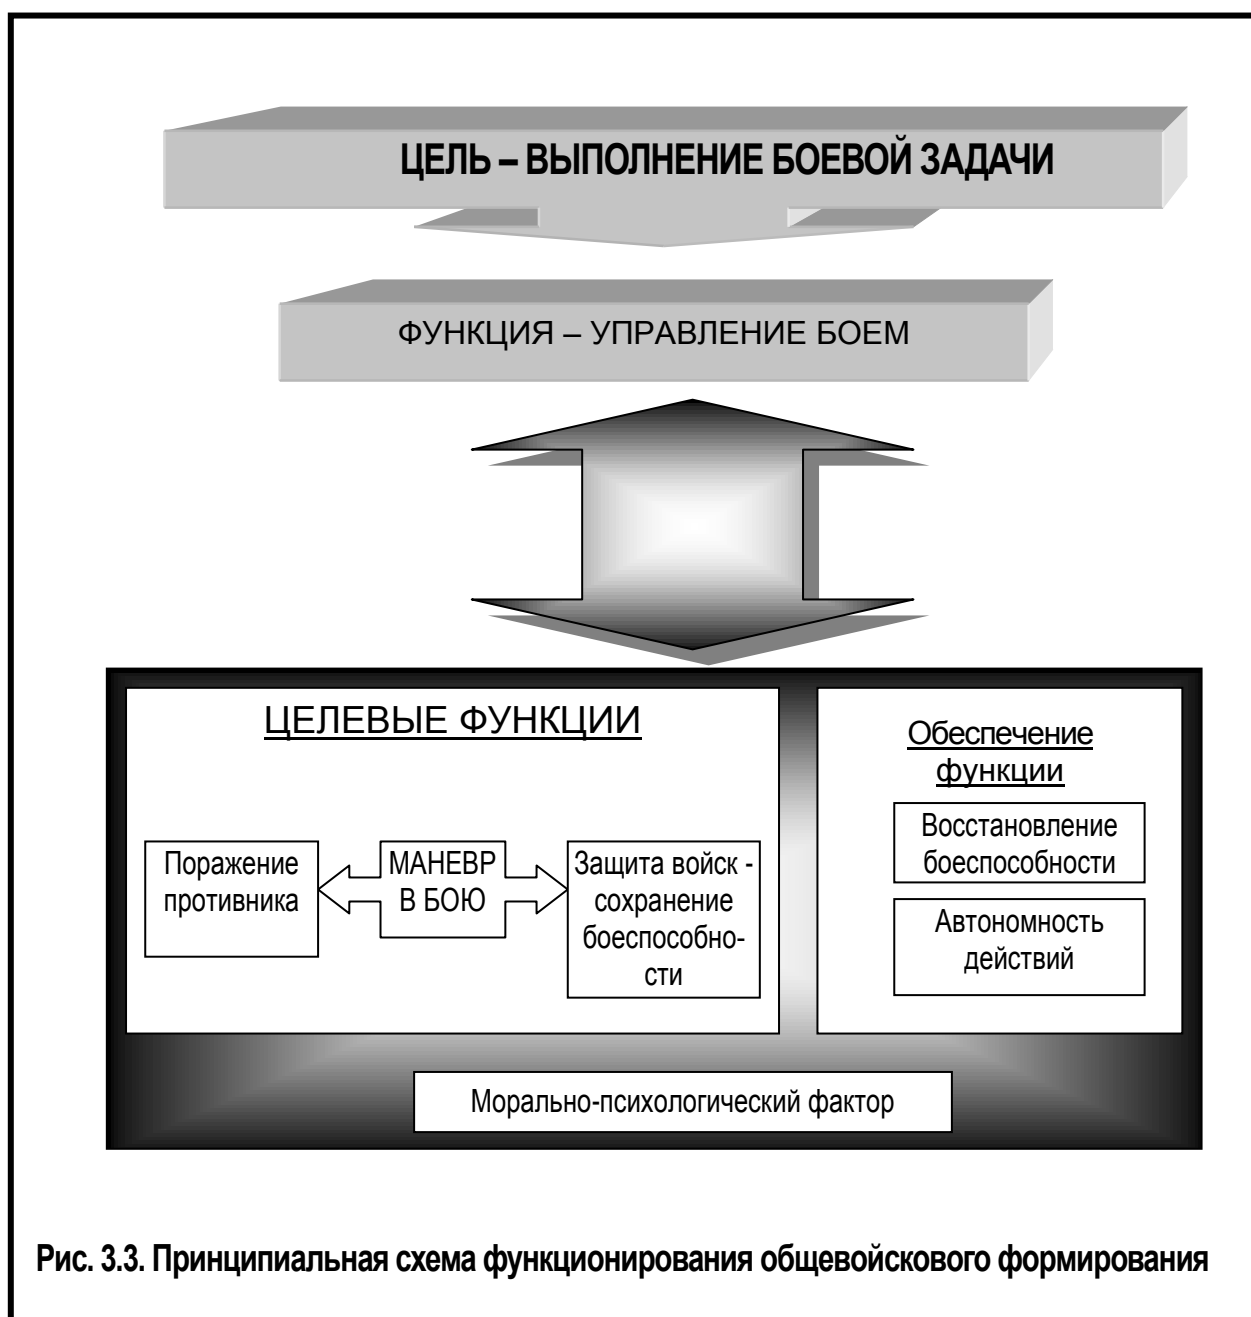 ЦЕЛЬ – ВЫПОЛНЕНИЕ БОЕВОЙ ЗАДАЧИ
ФУНКЦИЯ – УПРАВЛЕНИЕ БОЕМ
ЦЕЛЕВЫЕ ФУНКЦИИ
Поражение
противника
МАНЕВР
В БОЮ
Защита войск -
сохранение
боеспособно-
сти
Обеспечение
функции
Восстановление
боеспособности
Автономность
действий
Морально-психологический фактор
Рис. 3.3. Принципиальная схема функционирования общевойскового формирования